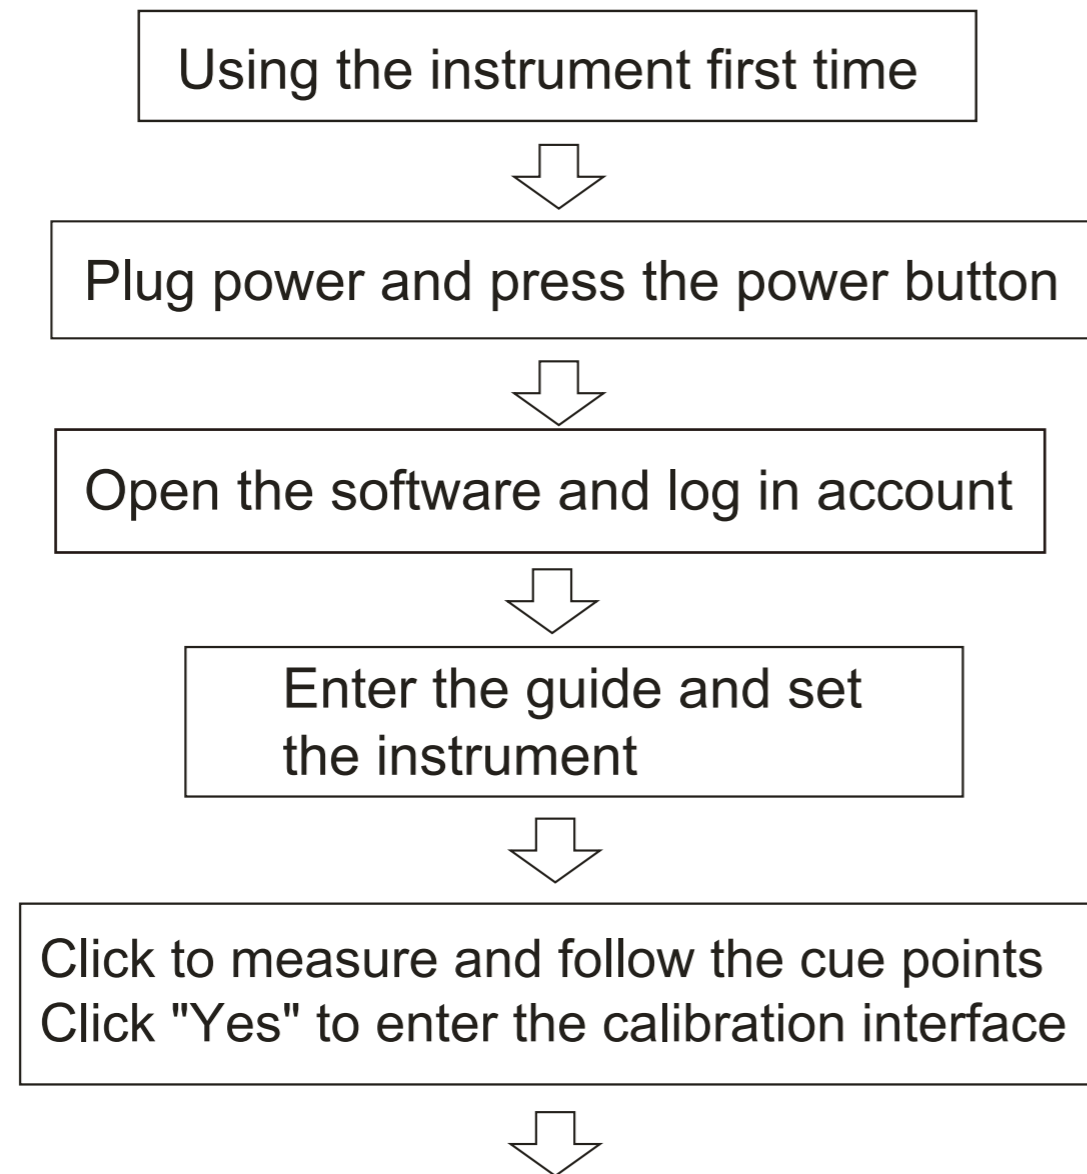 Using the instrument first time
Plug power and press the power button
Open the software and log in account
Enter the guide and set
the instrument
Click to measure and follow the cue points
Click "Yes" to enter the calibration interface